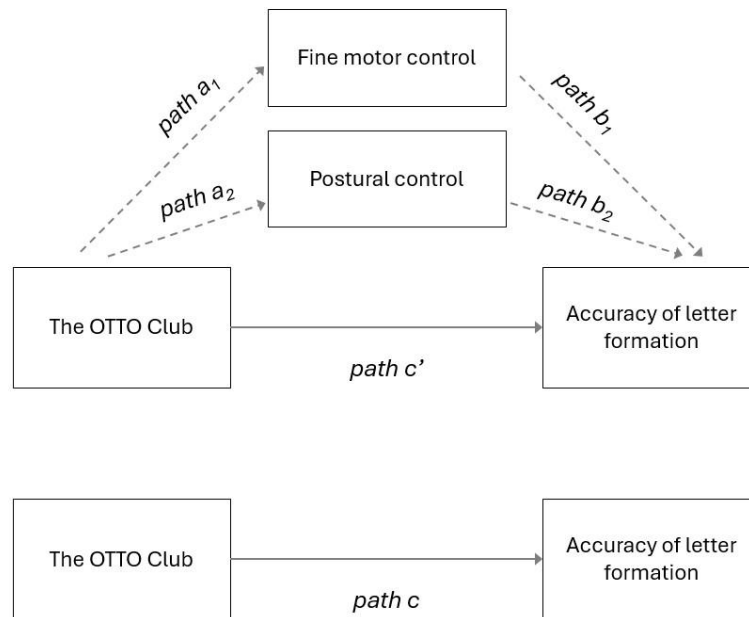 Fine motor control
path a₁
path b₁
Postural control
path a₂
path b₂
The OTTO Club
Accuracy of letter
formation
path c’
The OTTO Club
Accuracy of letter
formation
path c